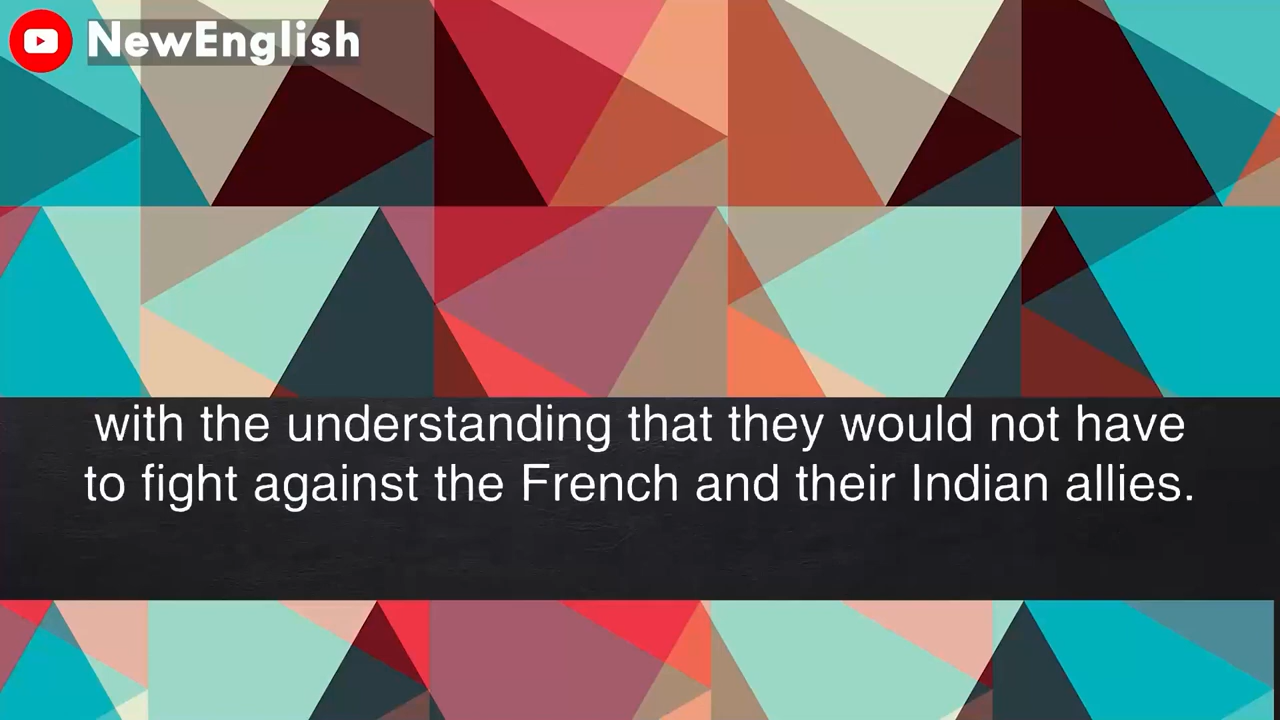 NewEnglish
with the understanding that they would not have
to fight against the French and their Indian allies.